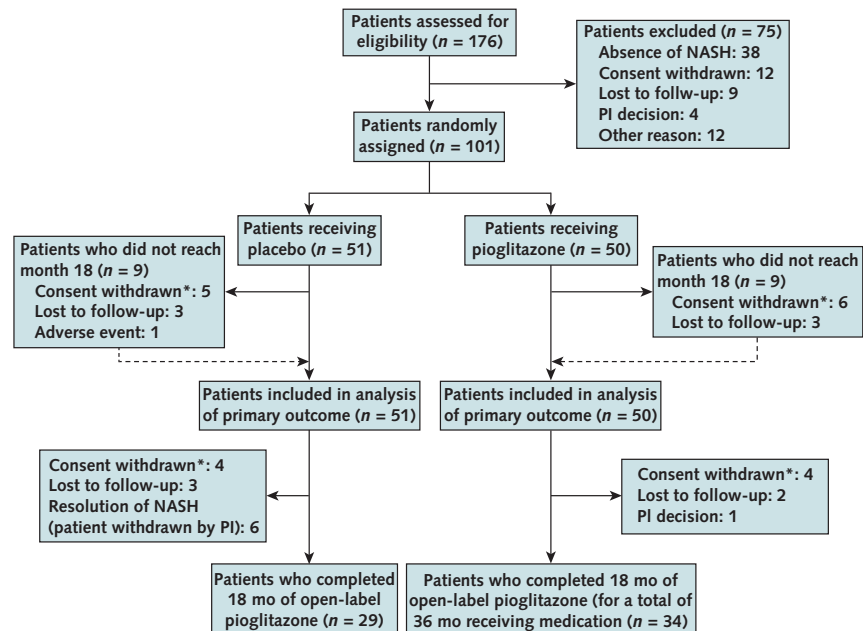 Patients assessed for
eligibility (n = 176)
Patients excluded (n = 75)
Absence of NASH: 38
Consent withdrawn: 12
Lost to follw-up: 9
PI decision: 4
Other reason: 12
Patients randomly
assigned (n = 101)
Patients receiving
placebo (n = 51)
Patients receiving
pioglitazone (n = 50)
Patients who did not reach
month 18 (n = 9)
Consent withdrawn*: 5
Lost to follow-up: 3
Adverse event: 1
Patients who did not reach
month 18 (n = 9)
Consent withdrawn*: 6
Lost to follow-up: 3
Patients included in analysis
of primary outcome (n = 51)
Patients included in analysis
of primary outcome (n = 50)
Consent withdrawn*: 4
Lost to follow-up: 3
Resolution of NASH
(patient withdrawn by PI): 6
Consent withdrawn*: 4
Lost to follow-up: 2
PI decision: 1
Patients who completed
18 mo of open-label
pioglitazone (n = 29)
Patients who completed 18 mo of
open-label pioglitazone (for a total of
36 mo receiving medication (n = 34)